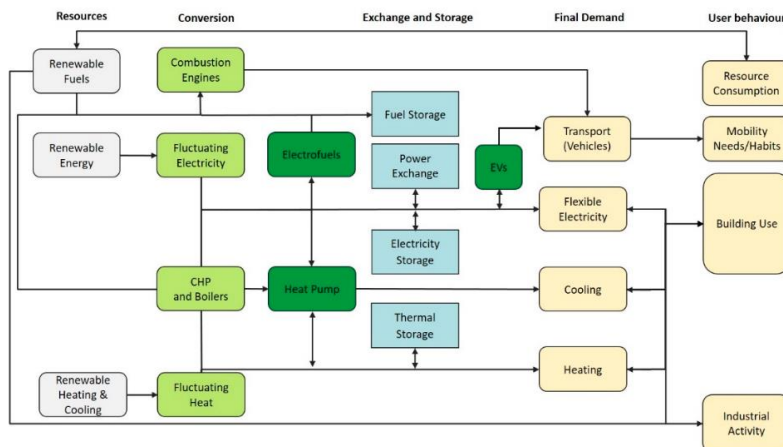 Resources
Conversion
Exchange and Storage
Final Demand
User behaviour
Renewable
Fuels
Combustion
Engines
Resource
Consumption
Fuel Storage
Renewable
Energy
Fluctuating
Electricity
Electrofuels
Power
Exchange
EVs
Transport
(Vehicles)
Mobility
Needs/Habits
Flexible
Electricity
Building Use
Electricity
Storage
CHP
and Boilers
Heat Pump
Cooling
Thermal
Storage
Heating
Renewable
Heating &
Cooling
Fluctuating
Heat
Industrial
Activity